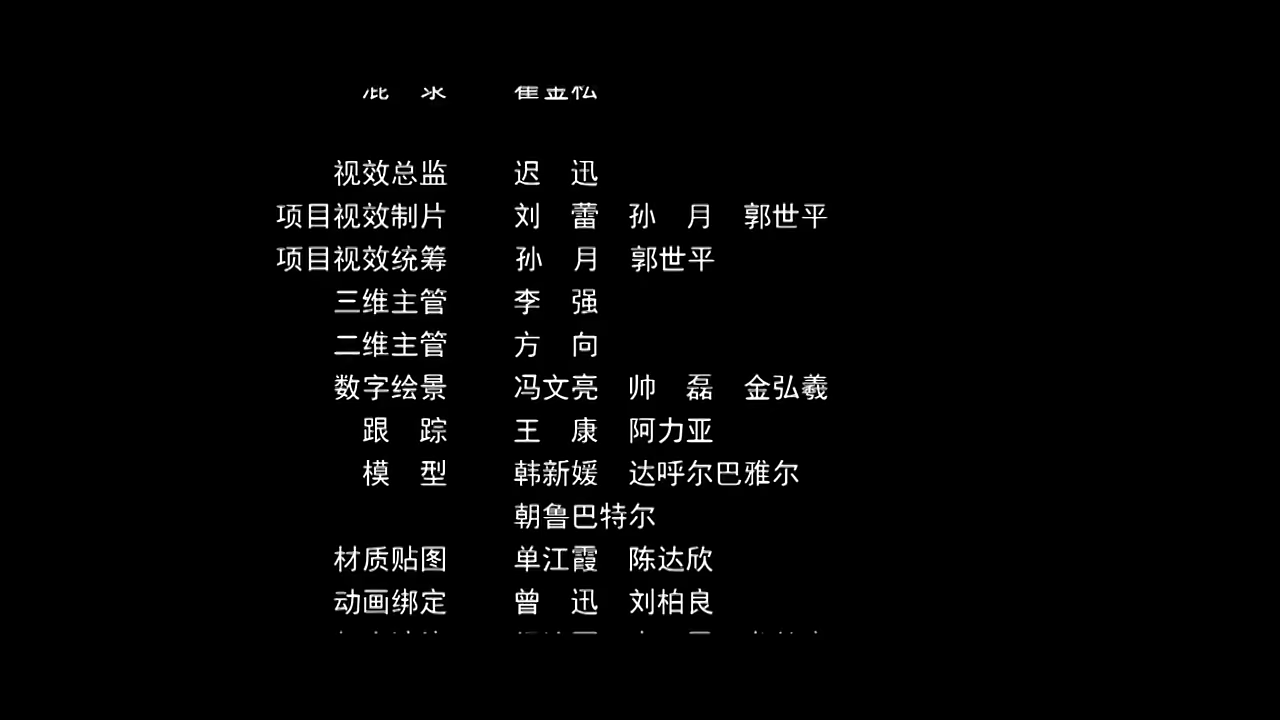 视效总监 迟 迅
项目视效制片 刘 蕾 孙 月 郭世平
项目视效统筹 孙 月 郭世平
三维主管 李 强
二维主管 方 向
数字绘景 冯文亮 帅 磊 金弘羲
跟 踪 王 康 阿力亚
模 型 韩新媛 达呼尔巴雅尔
朝鲁巴特尔
材质贴图 单江霞 陈达欣
动画绑定 曾 迅 刘柏良